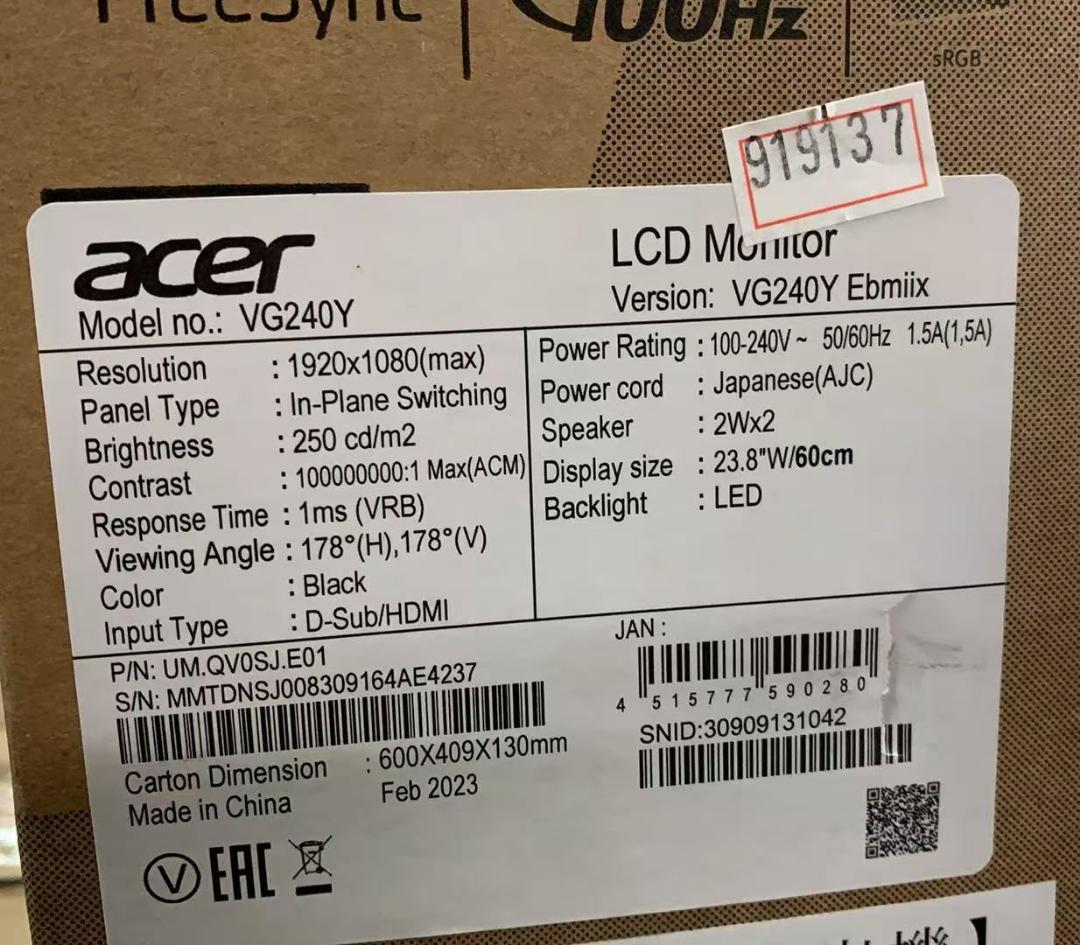 FreeSync
100Hz
sRGB
919137
acer
LCD Monitor
Model no.: VG240Y
Version: VG240Y Ebmiix
Resolution : 1920x1080(max)
Panel Type : In-Plane Switching
Brightness : 250 cd/m2
Contrast : 100000000:1 Max(ACM)
Response Time : 1ms (VRB)
Viewing Angle : 178°(H),178°(V)
Color : Black
Input Type : D-Sub/HDMI
Power Rating : 100-240V ~ 50/60Hz 1.5A(1,5A)
Power cord : Japanese(AJC)
Speaker : 2Wx2
Display size : 23.8"W/60cm
Backlight : LED
P/N: UM.QV0SJ.E01
S/N: MMTDNSJ008309164AE4237
Carton Dimension : 600X409X130mm
Made in China Feb 2023
JAN :
4 515777 590280
SNID:30909131042
V EAC